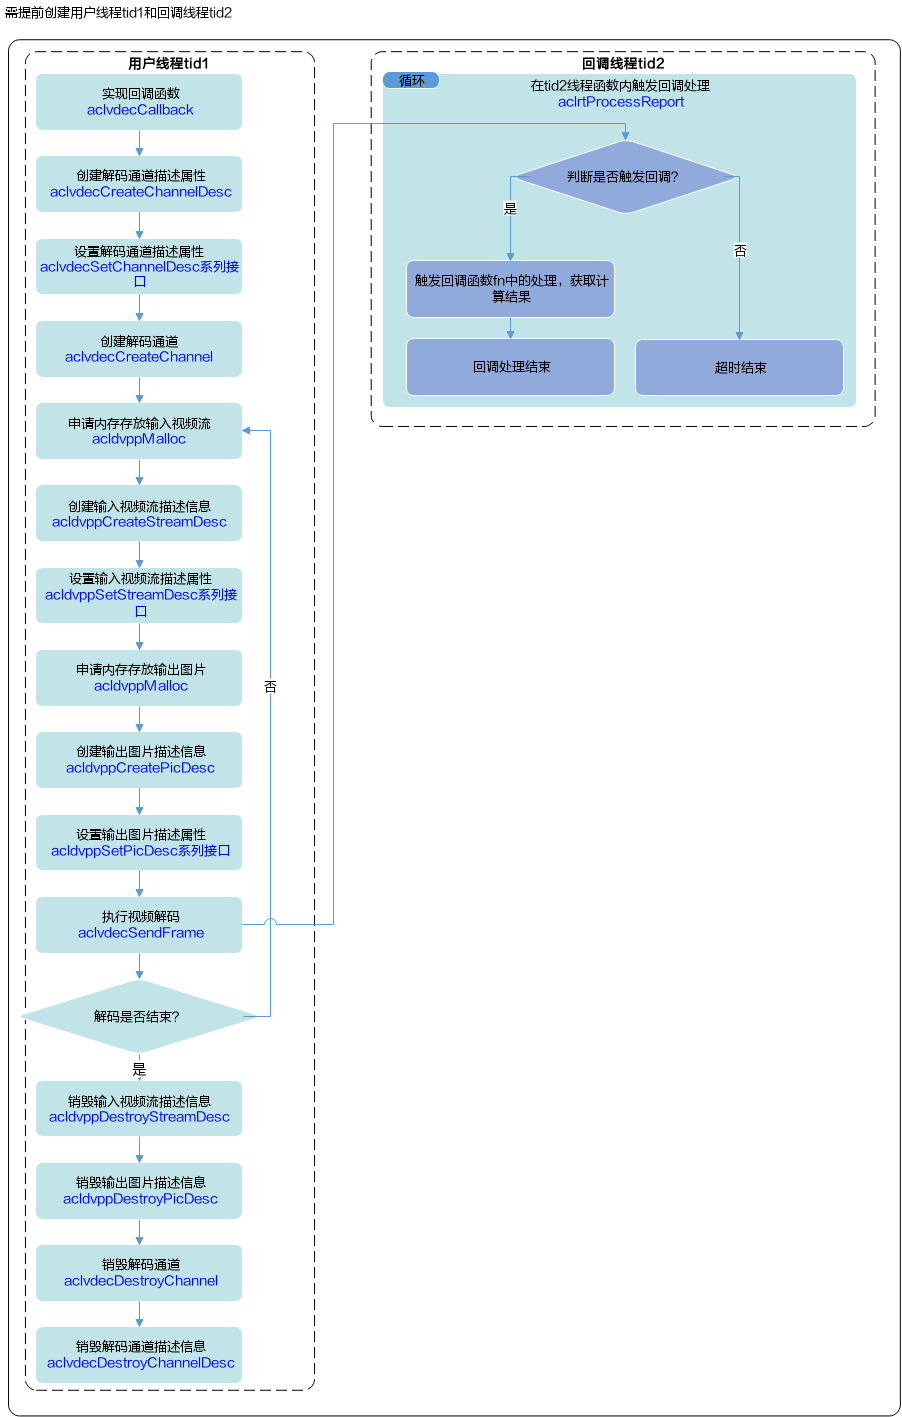 需提前创建用户线程tid1和回调线程tid2
用户线程tid1
实现回调函数
aclvdecCallback
创建解码通道描述属性
aclvdecCreateChannelDesc
设置解码通道描述属性
aclvdecSetChannelDesc系列接
口
创建解码通道
aclvdecCreateChannel
申请内存存放输入视频流
acldvppMalloc
创建输入视频流描述信息
acldvppCreateStreamDesc
设置输入视频流描述属性
acldvppSetStreamDesc系列接
口
申请内存存放输出图片
acldvppMalloc
否
创建输出图片描述信息
acldvppCreatePicDesc
设置输出图片描述属性
acldvppSetPicDesc系列接口
执行视频解码
aclvdecSendFrame
解码是否结束？
是
销毁输入视频流描述信息
acldvppDestroyStreamDesc
销毁输出图片描述信息
acldvppDestroyPicDesc
销毁解码通道
aclvdecDestroyChannel
销毁解码通道描述信息
aclvdecDestroyChannelDesc
回调线程tid2
循环
在tid2线程函数内触发回调处理
aclrtProcessReport
判断是否触发回调？
是
否
触发回调函数fn中的处理，获取计
算结果
回调处理结束
超时结束